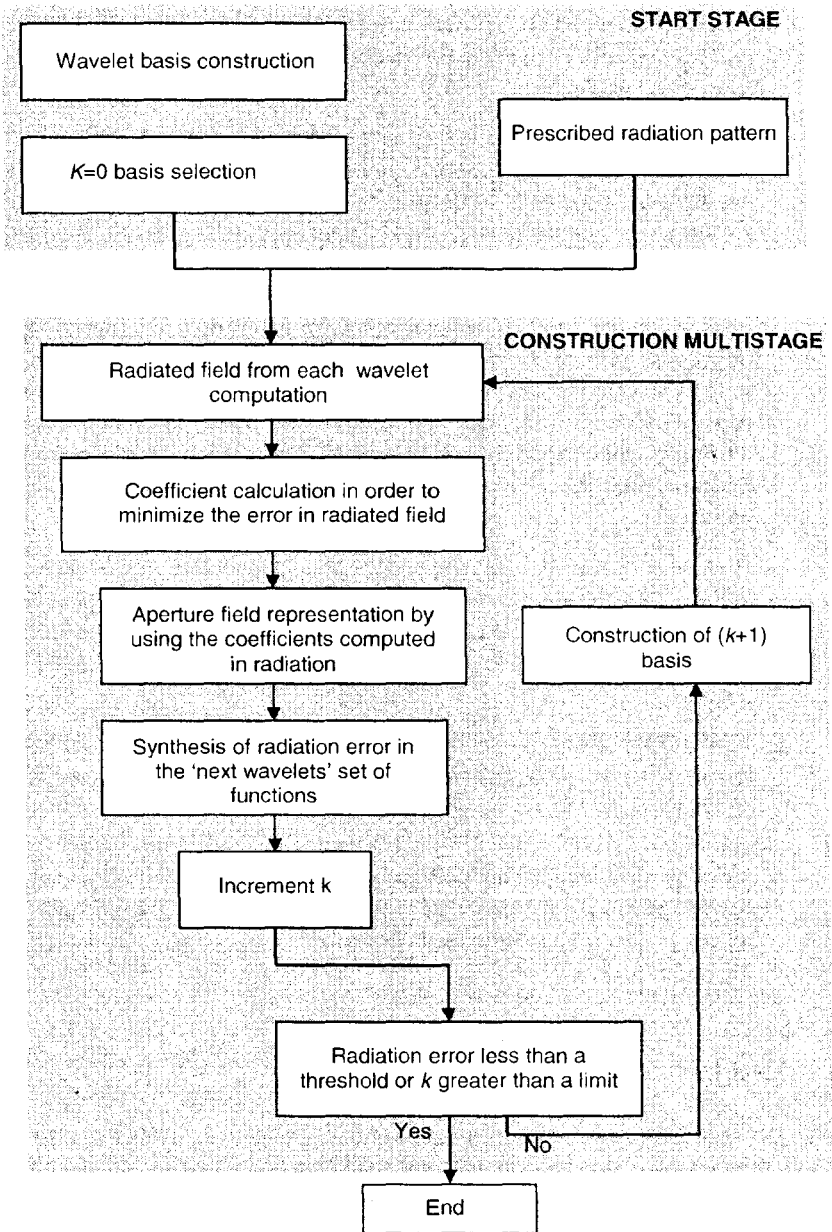 START STAGE
Wavelet basis construction
Prescribed radiation pattern
K=0 basis selection
CONSTRUCTION MULTISTAGE
Radiated field from each wavelet
computation
Coefficient calculation in order to
minimize the error in radiated field
Aperture field representation by
using the coefficients computed
in radiation
Construction of (k+1)
basis
Synthesis of radiation error in
the 'next wavelets' set of
functions
Increment k
Radiation error less than a
threshold or k greater than a limit
Yes
No
End